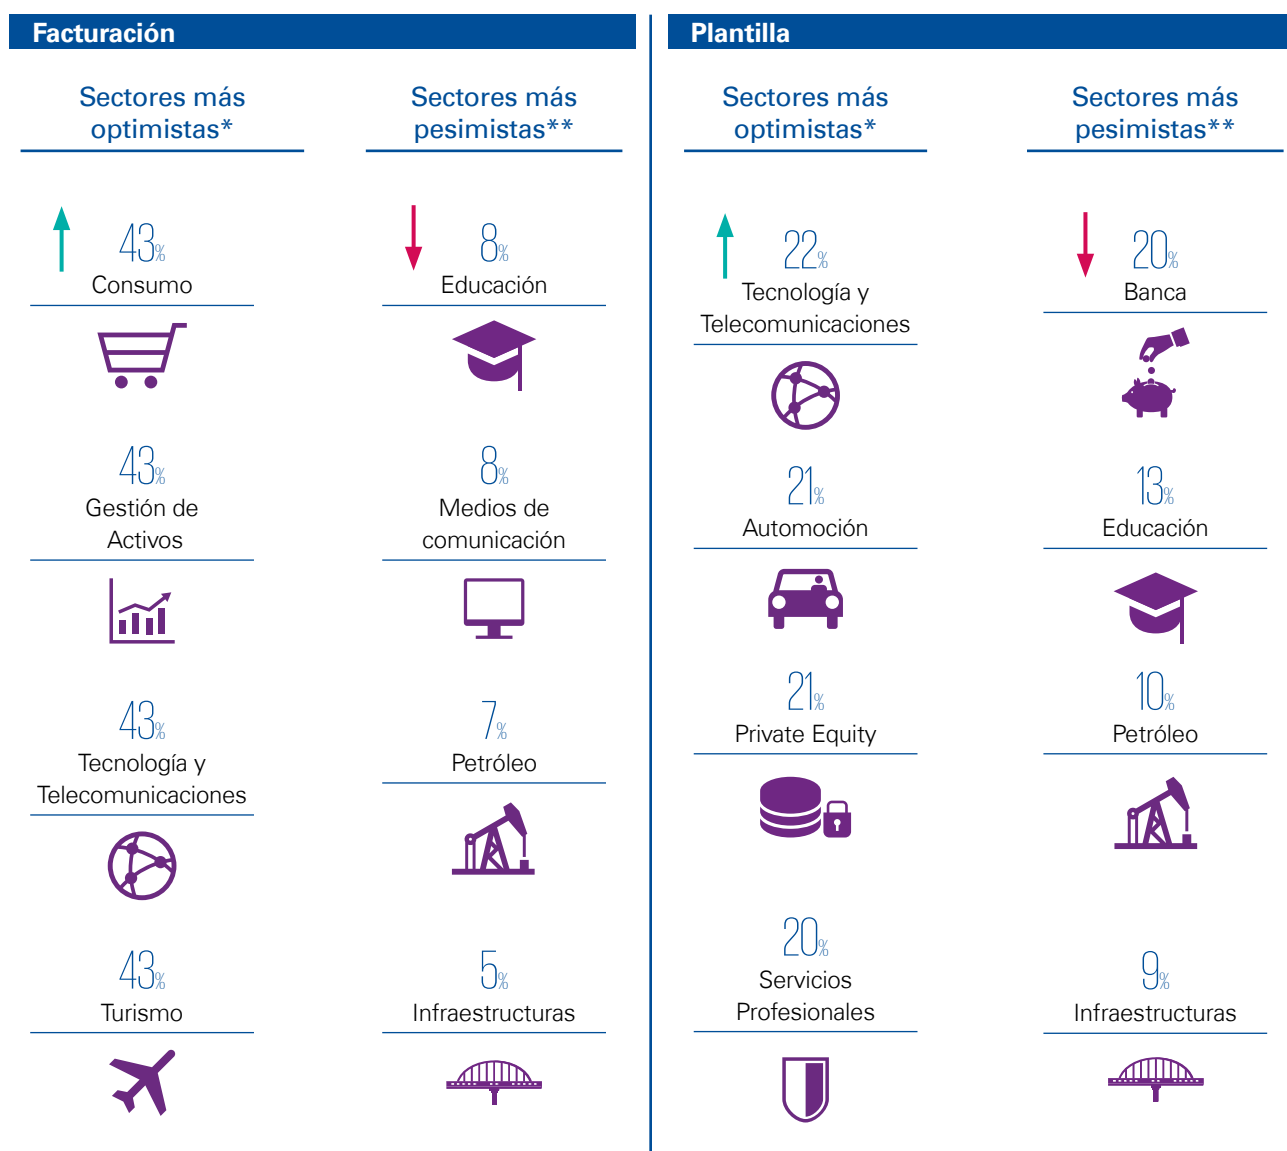 Facturación
Sectores más
optimistas*
43%
Consumo
43%
Gestión de
Activos
43%
Tecnología y
Telecomunicaciones
43%
Turismo
Sectores más
pesimistas**
8%
Educación
8%
Medios de
comunicación
7%
Petróleo
5%
Infraestructuras
Plantilla
Sectores más
optimistas*
22%
Tecnología y
Telecomunicaciones
21%
Automoción
21%
Private Equity
20%
Servicios
Profesionales
Sectores más
pesimistas**
20%
Banca
13%
Educación
10%
Petróleo
9%
Infraestructuras